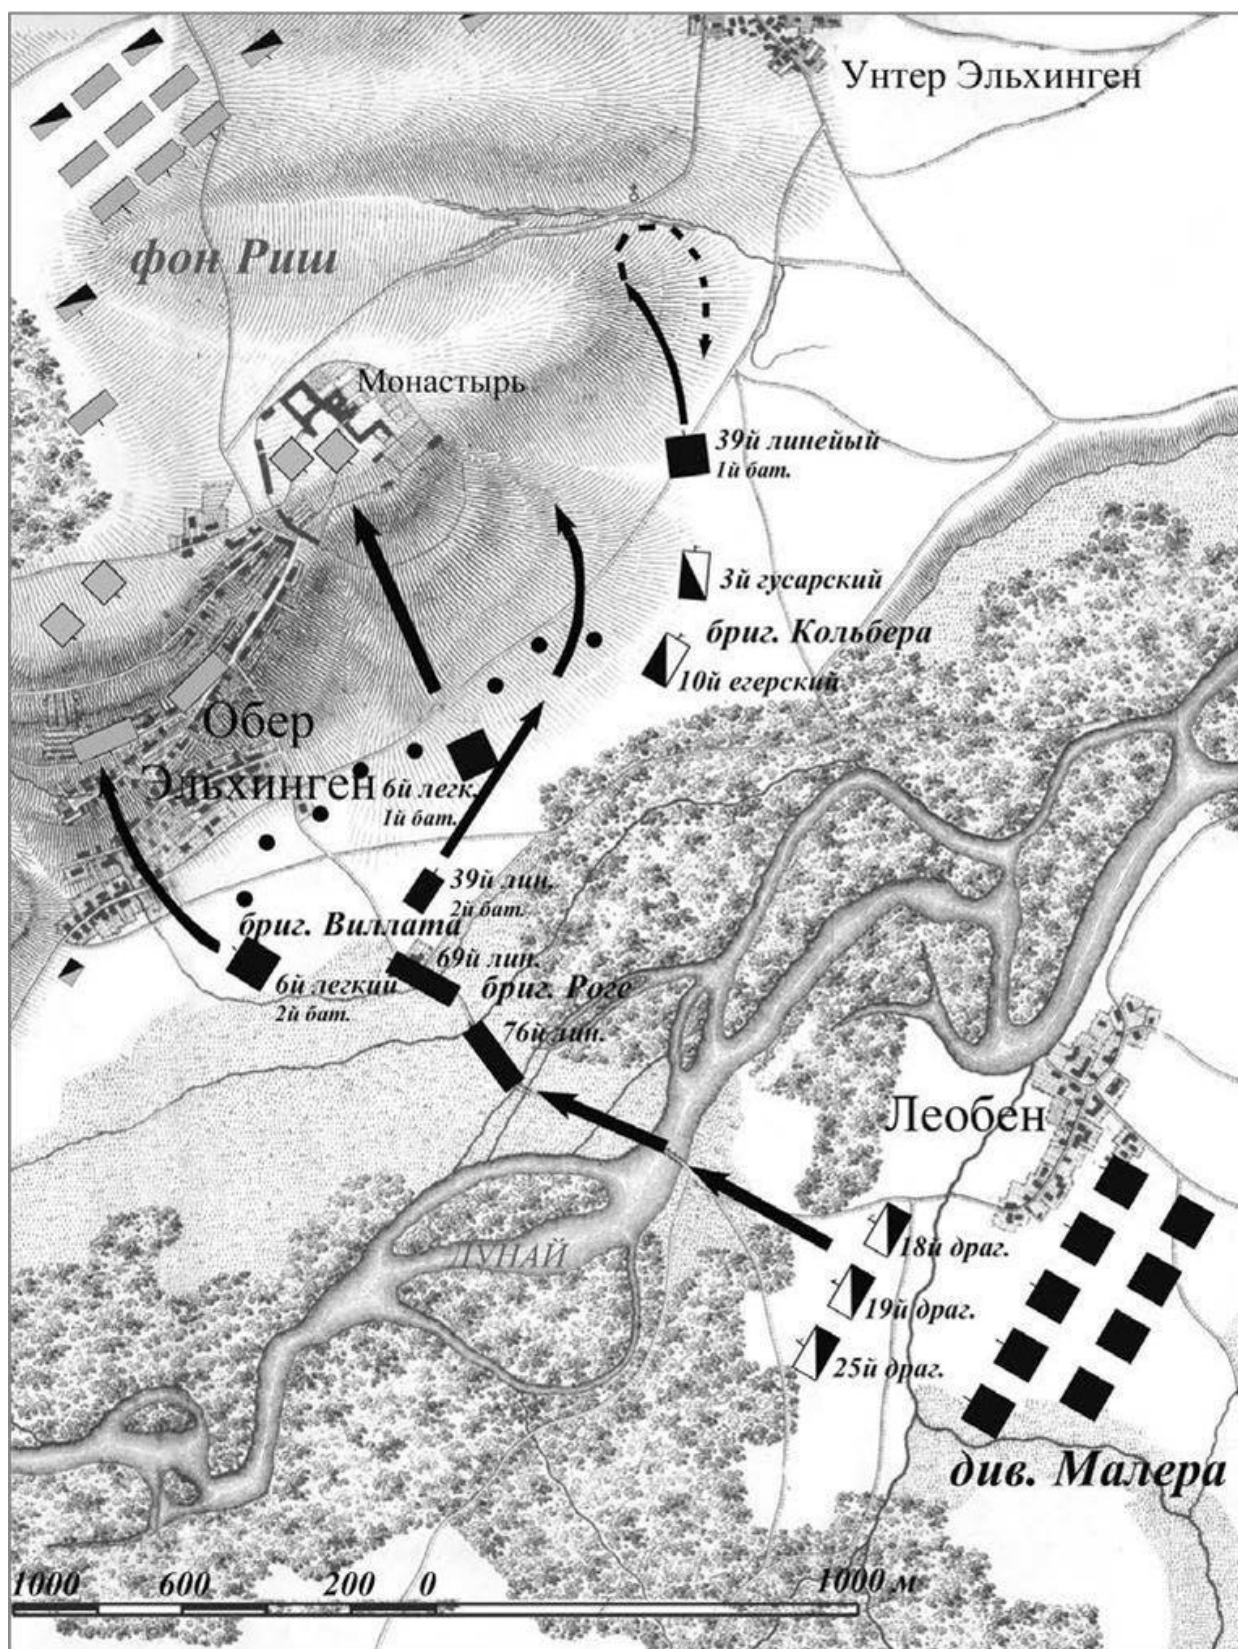 Унтер Эльхинген
фон Риш
Монастырь
39й линейый
1й бат.
3й гусарский
бриг. Кольбера
10й егерский
Обер
Эльхинген
6й легк.
1й бат.
39й лин.
2й бат.
бриг. Виллата
69й лин.
6й легкий
2й бат.
бриг. Роге
76й лин.
Леобен
ДУНАЙ
18й драг.
19й драг.
25й драг.
див. Малера
1000 600 200 0 1000 м